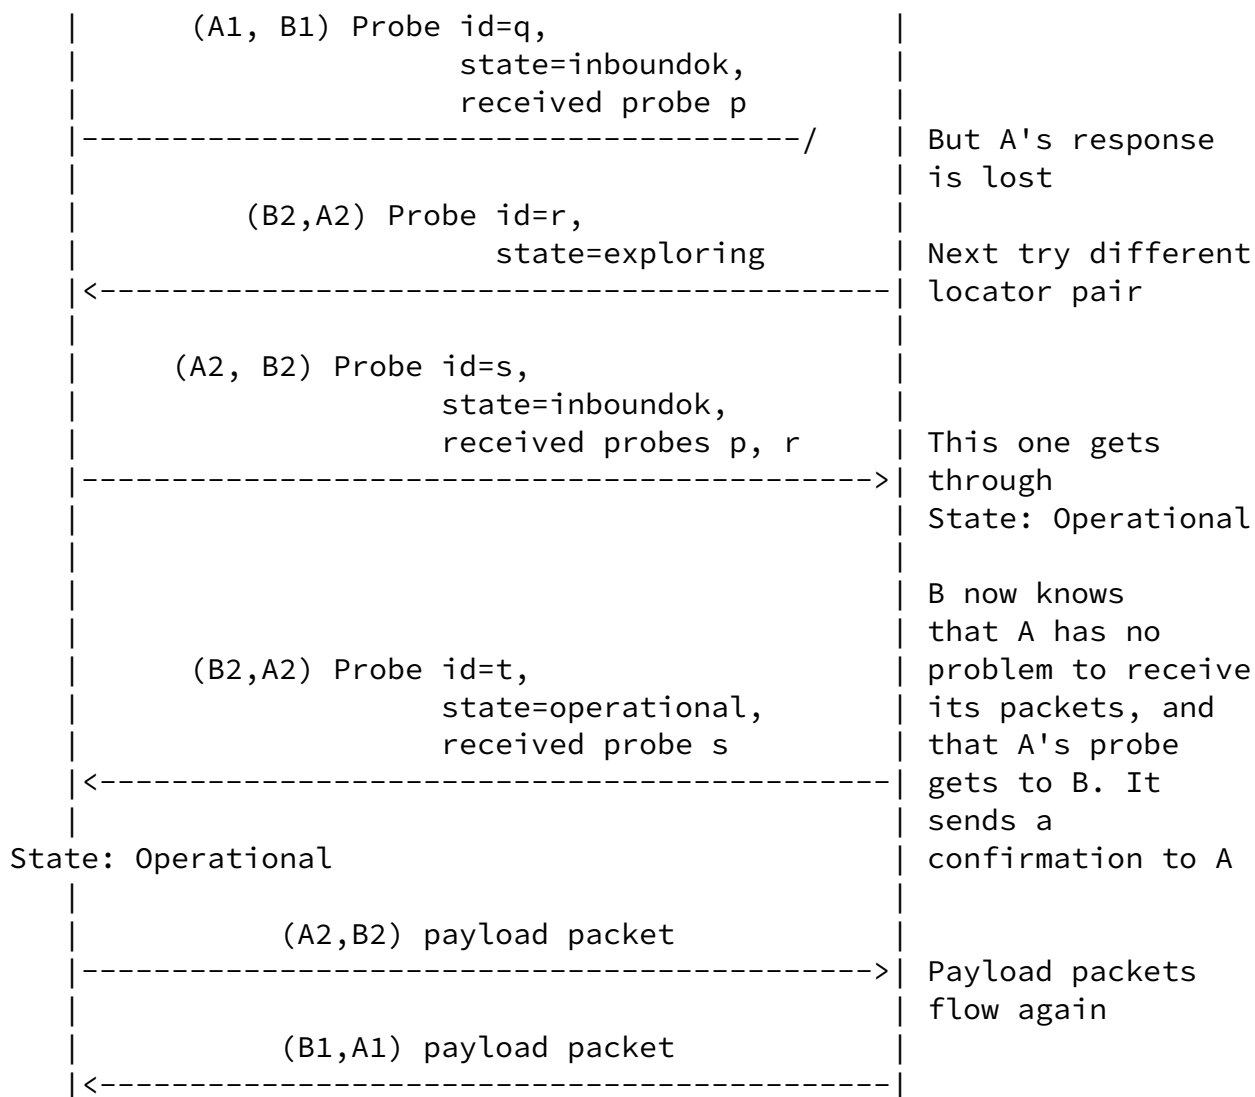 (A1, B1) Probe id=q,
state=inboundok,
received probe p
|----------------------------------------/ | But A's response
| is lost
(B2,A2) Probe id=r,
state=exploring | Next try different
|<--------------------------------------------| locator pair
(A2, B2) Probe id=s,
state=inboundok,
received probes p, r | This one gets
|-------------------------------------------->| through
| State: Operational
| B now knows
| that A has no
(B2,A2) Probe id=t, | problem to receive
state=operational, | its packets, and
received probe s | that A's probe
|<--------------------------------------------| gets to B. It
| sends a
State: Operational | confirmation to A
(A2,B2) payload packet
|-------------------------------------------->| Payload packets
| flow again
(B1,A1) payload packet
|<--------------------------------------------|